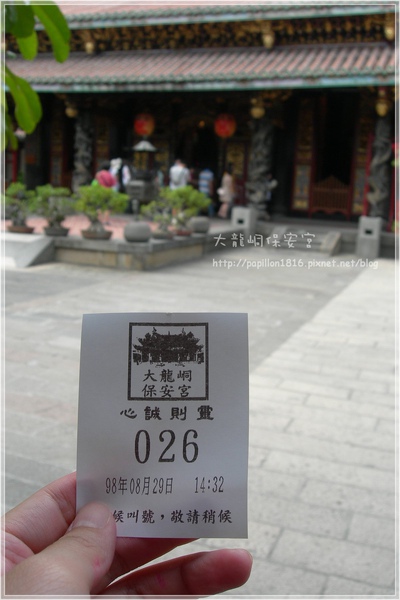 大龍峒保安宮
http://papillon1816.pixnet.net/blog
大龍峒
保安宮
心誠則靈
026
98年08月29日 14:32
候叫號，敬請稍候